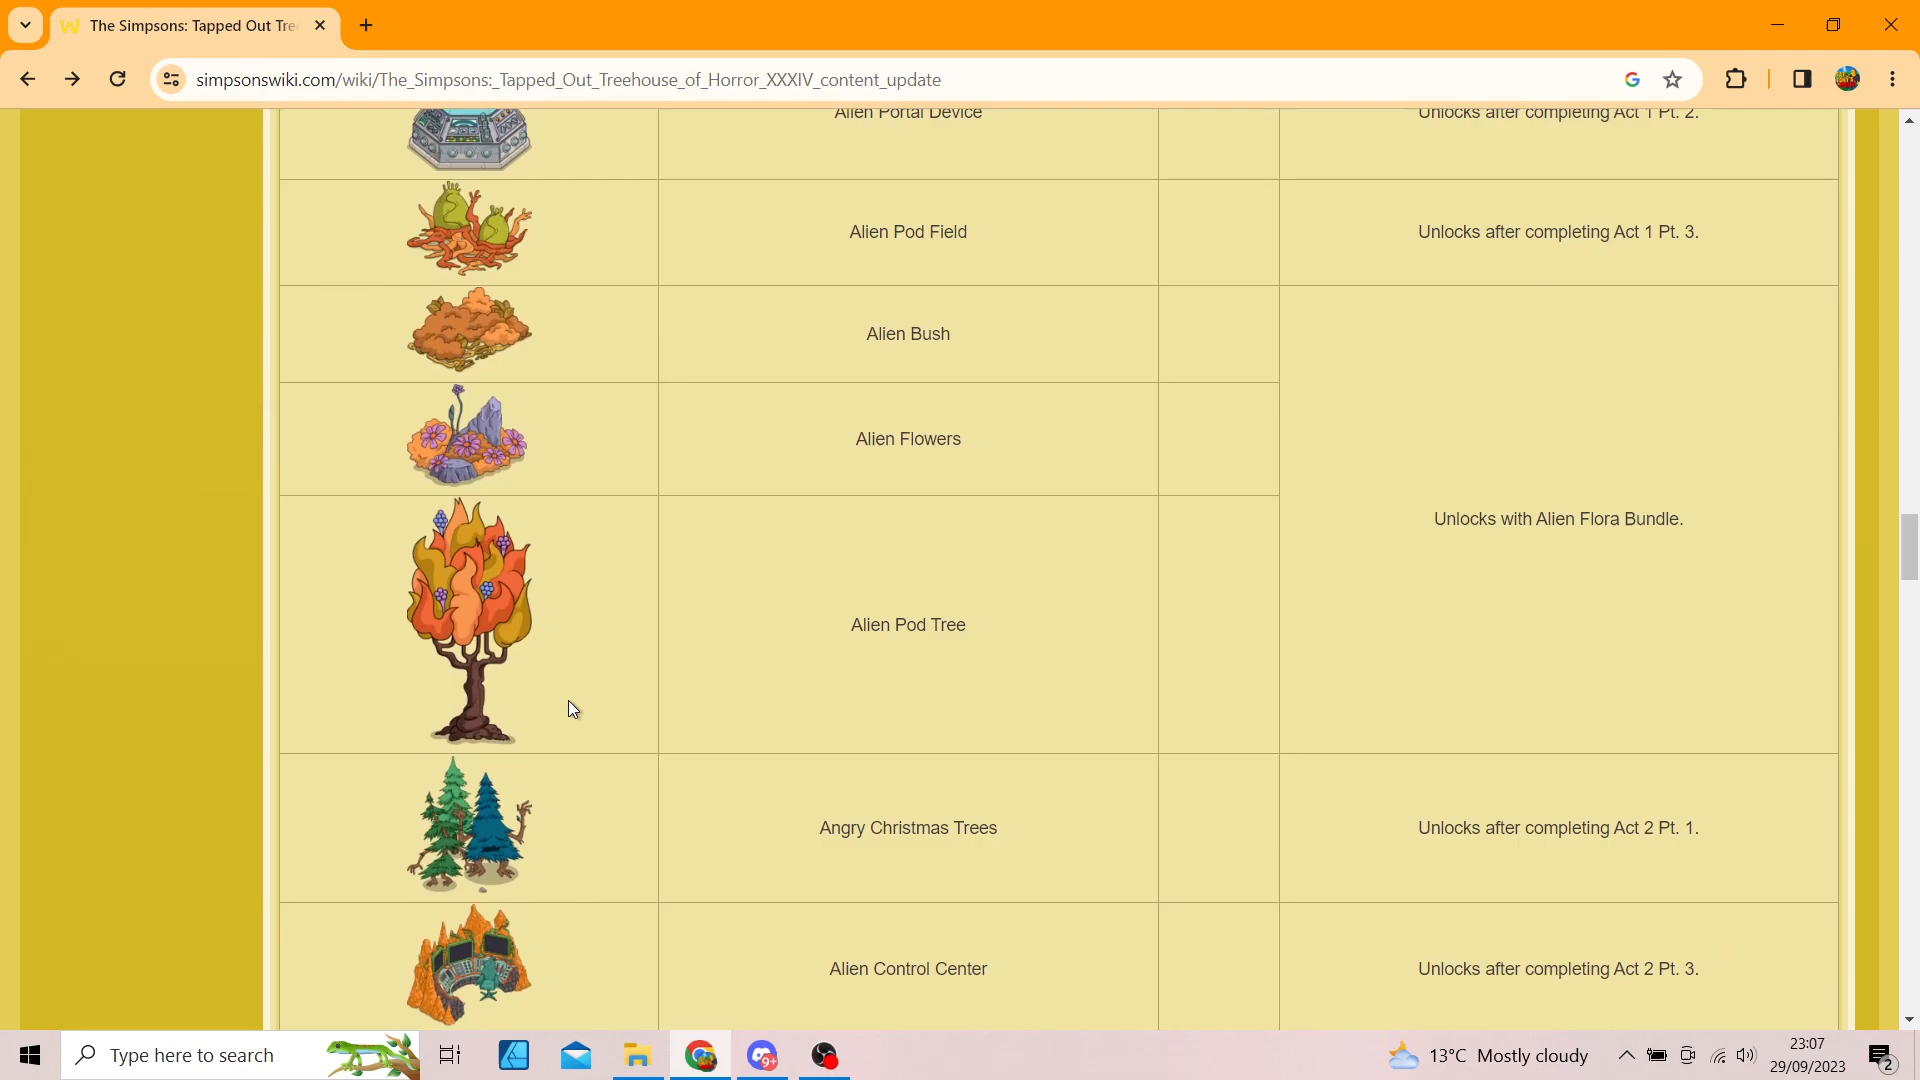 The Simpsons: Tapped Out Tre
simpsonswiki.com/wiki/The_Simpsons:_Tapped_Out_Treehouse_of_Horror_XXXIV_content_update
Alien Portal Device
Unlocks after completing Act 1 Pt. 2.
Alien Pod Field
Unlocks after completing Act 1 Pt. 3.
Alien Bush
Alien Flowers
Unlocks with Alien Flora Bundle.
Alien Pod Tree
Angry Christmas Trees
Unlocks after completing Act 2 Pt. 1.
Alien Control Center
Unlocks after completing Act 2 Pt. 3.
Type here to search
9+
13°C Mostly cloudy
23:07
29/09/2023
2